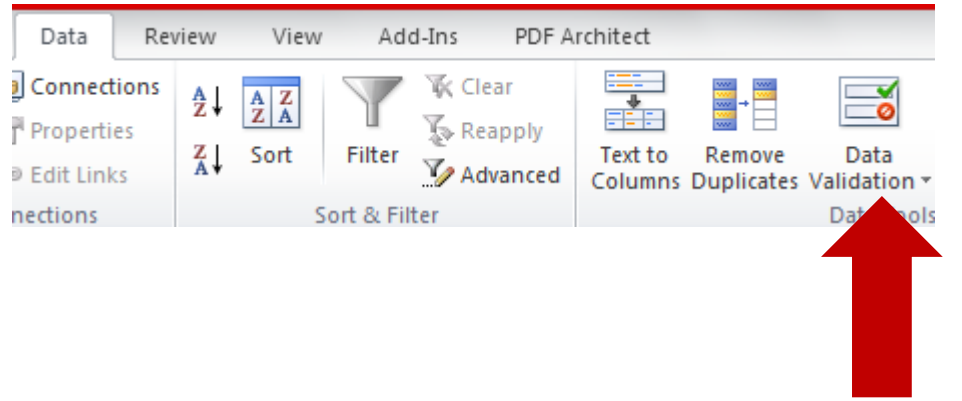 Data Review View Add-Ins PDF Architect
Connections
Properties
Edit Links
Sort
Filter
Clear
Reapply
Advanced
Text to
Columns
Remove
Duplicates
Data
Validation
Sort & Filter